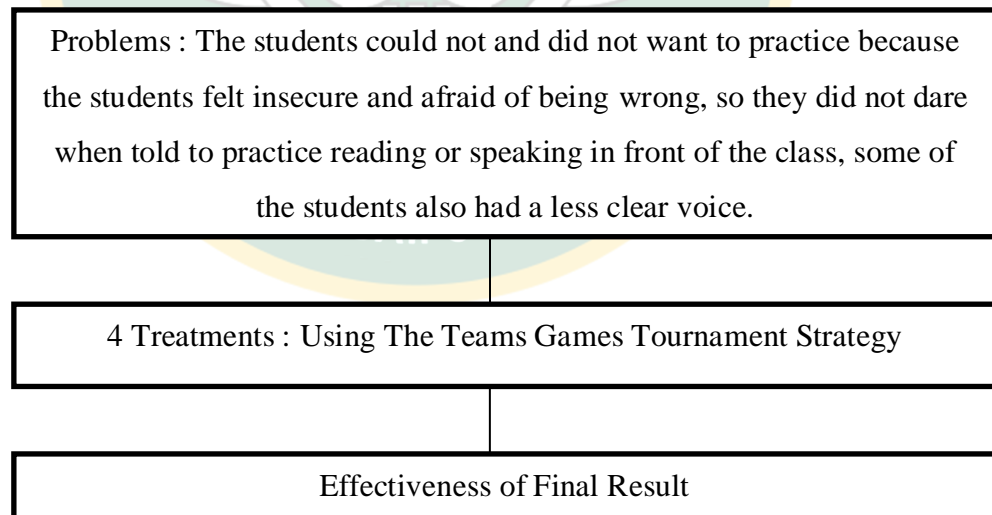 Problems : The students could not and did not want to practice because
the students felt insecure and afraid of being wrong, so they did not dare
when told to practice reading or speaking in front of the class, some of
the students also had a less clear voice.
4 Treatments : Using The Teams Games Tournament Strategy
Effectiveness of Final Result